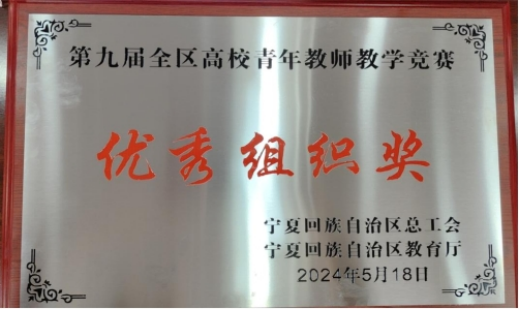 第九届全区高校青年教师教学竞赛
优秀组织奖
宁夏回族自治区总工会
宁夏回族自治区教育厅
2024年5月18日